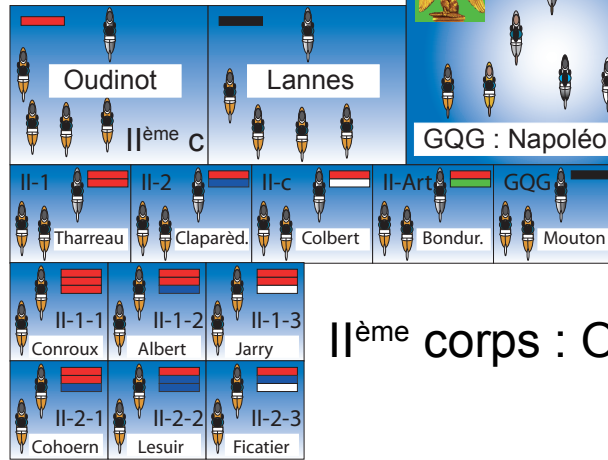 Oudinot
IIème c
Lannes
GQG : Napoléo
II-1
Tharreau
II-2
Claparèd.
II-c
Colbert
II-Art
Bondur.
GQG
Mouton
II-1-1
Conroux
II-1-2
Albert
II-1-3
Jarry
IIème corps : O
II-2-1
Cohoern
II-2-2
Lesuir
II-2-3
Ficatier